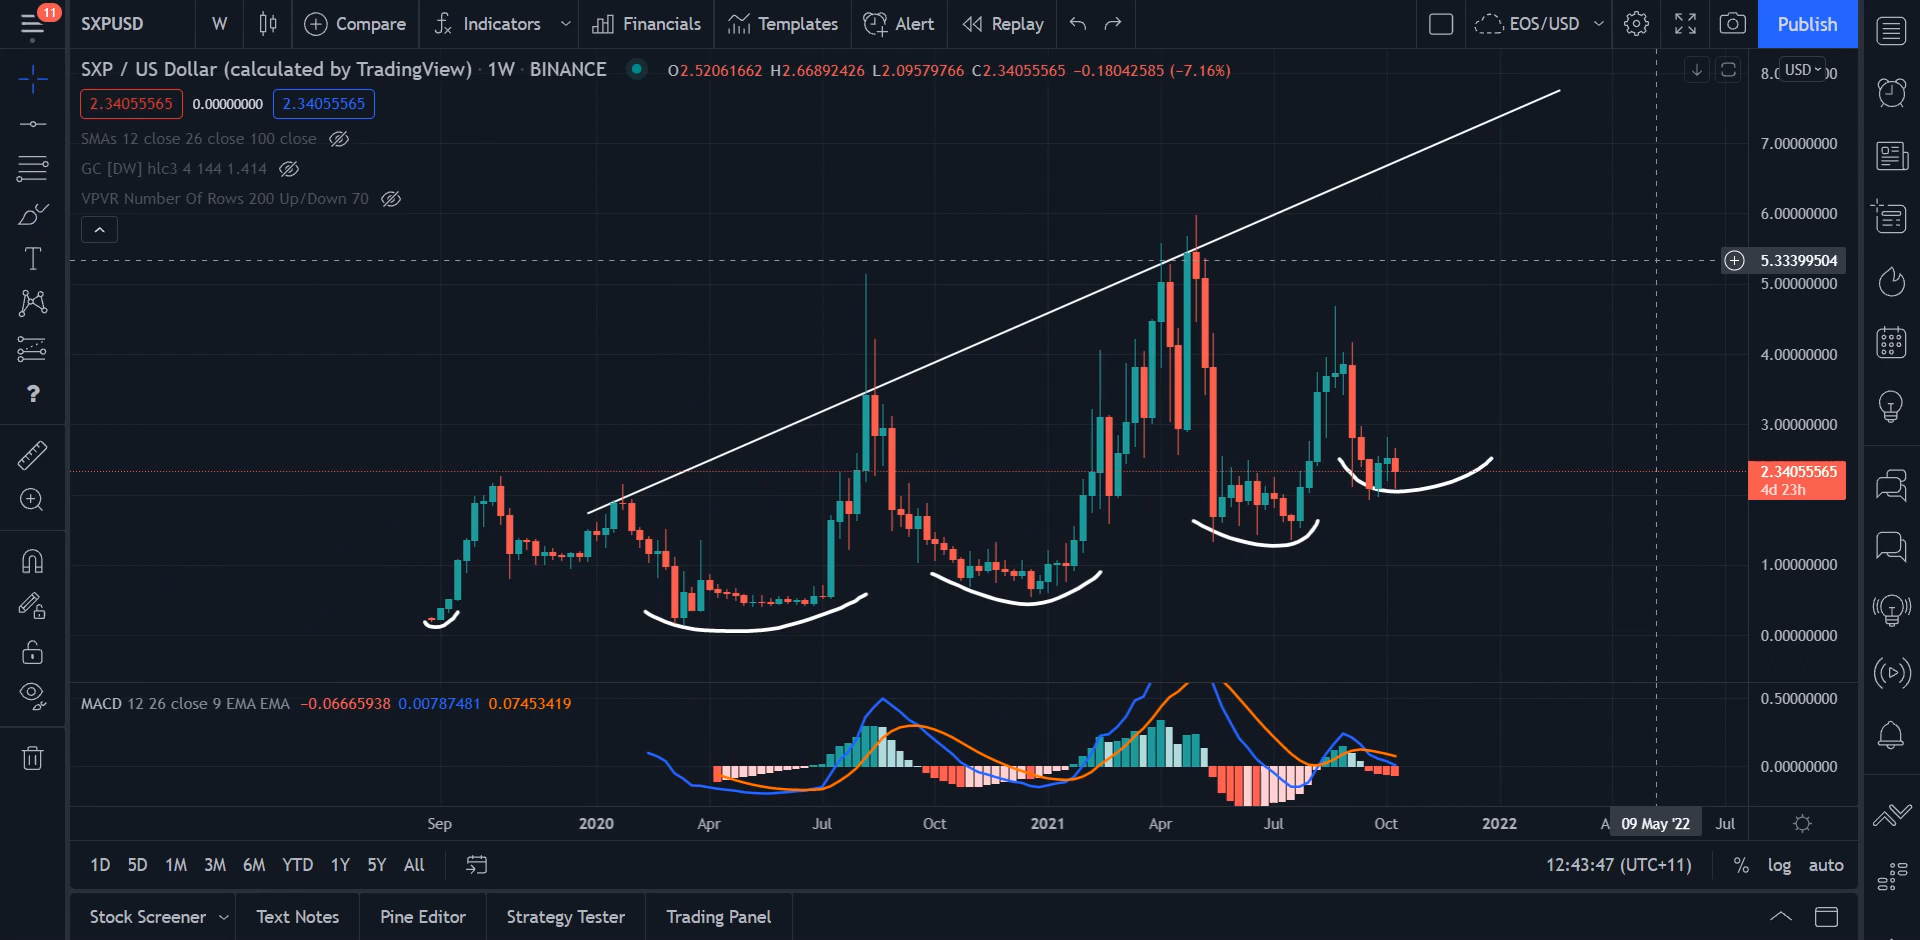 11
SXPUSD W Compare Indicators Financials Templates Alert Replay EOS/USD Publish
SXP / US Dollar (calculated by TradingView) · 1W · BINANCE O2.52061662 H2.66892426 L2.09579766 C2.34055565 −0.18042585 (−7.16%)
2.34055565 0.00000000 2.34055565
SMAs 12 close 26 close 100 close
GC [DW] hlc3 4 144 1.414
VPVR Number Of Rows 200 Up/Down 70
USD
7.00000000
6.00000000
5.33399504
5.00000000
4.00000000
3.00000000
2.34055565
4d 23h
1.00000000
0.00000000
MACD 12 26 close 9 EMA EMA −0.06665938 0.00787481 0.07453419
0.50000000
0.00000000
Sep 2020 Apr Jul Oct 2021 Apr Jul Oct 2022 A 09 May '22 Jul
1D 5D 1M 3M 6M YTD 1Y 5Y All 12:43:47 (UTC+11) % log auto
Stock Screener Text Notes Pine Editor Strategy Tester Trading Panel